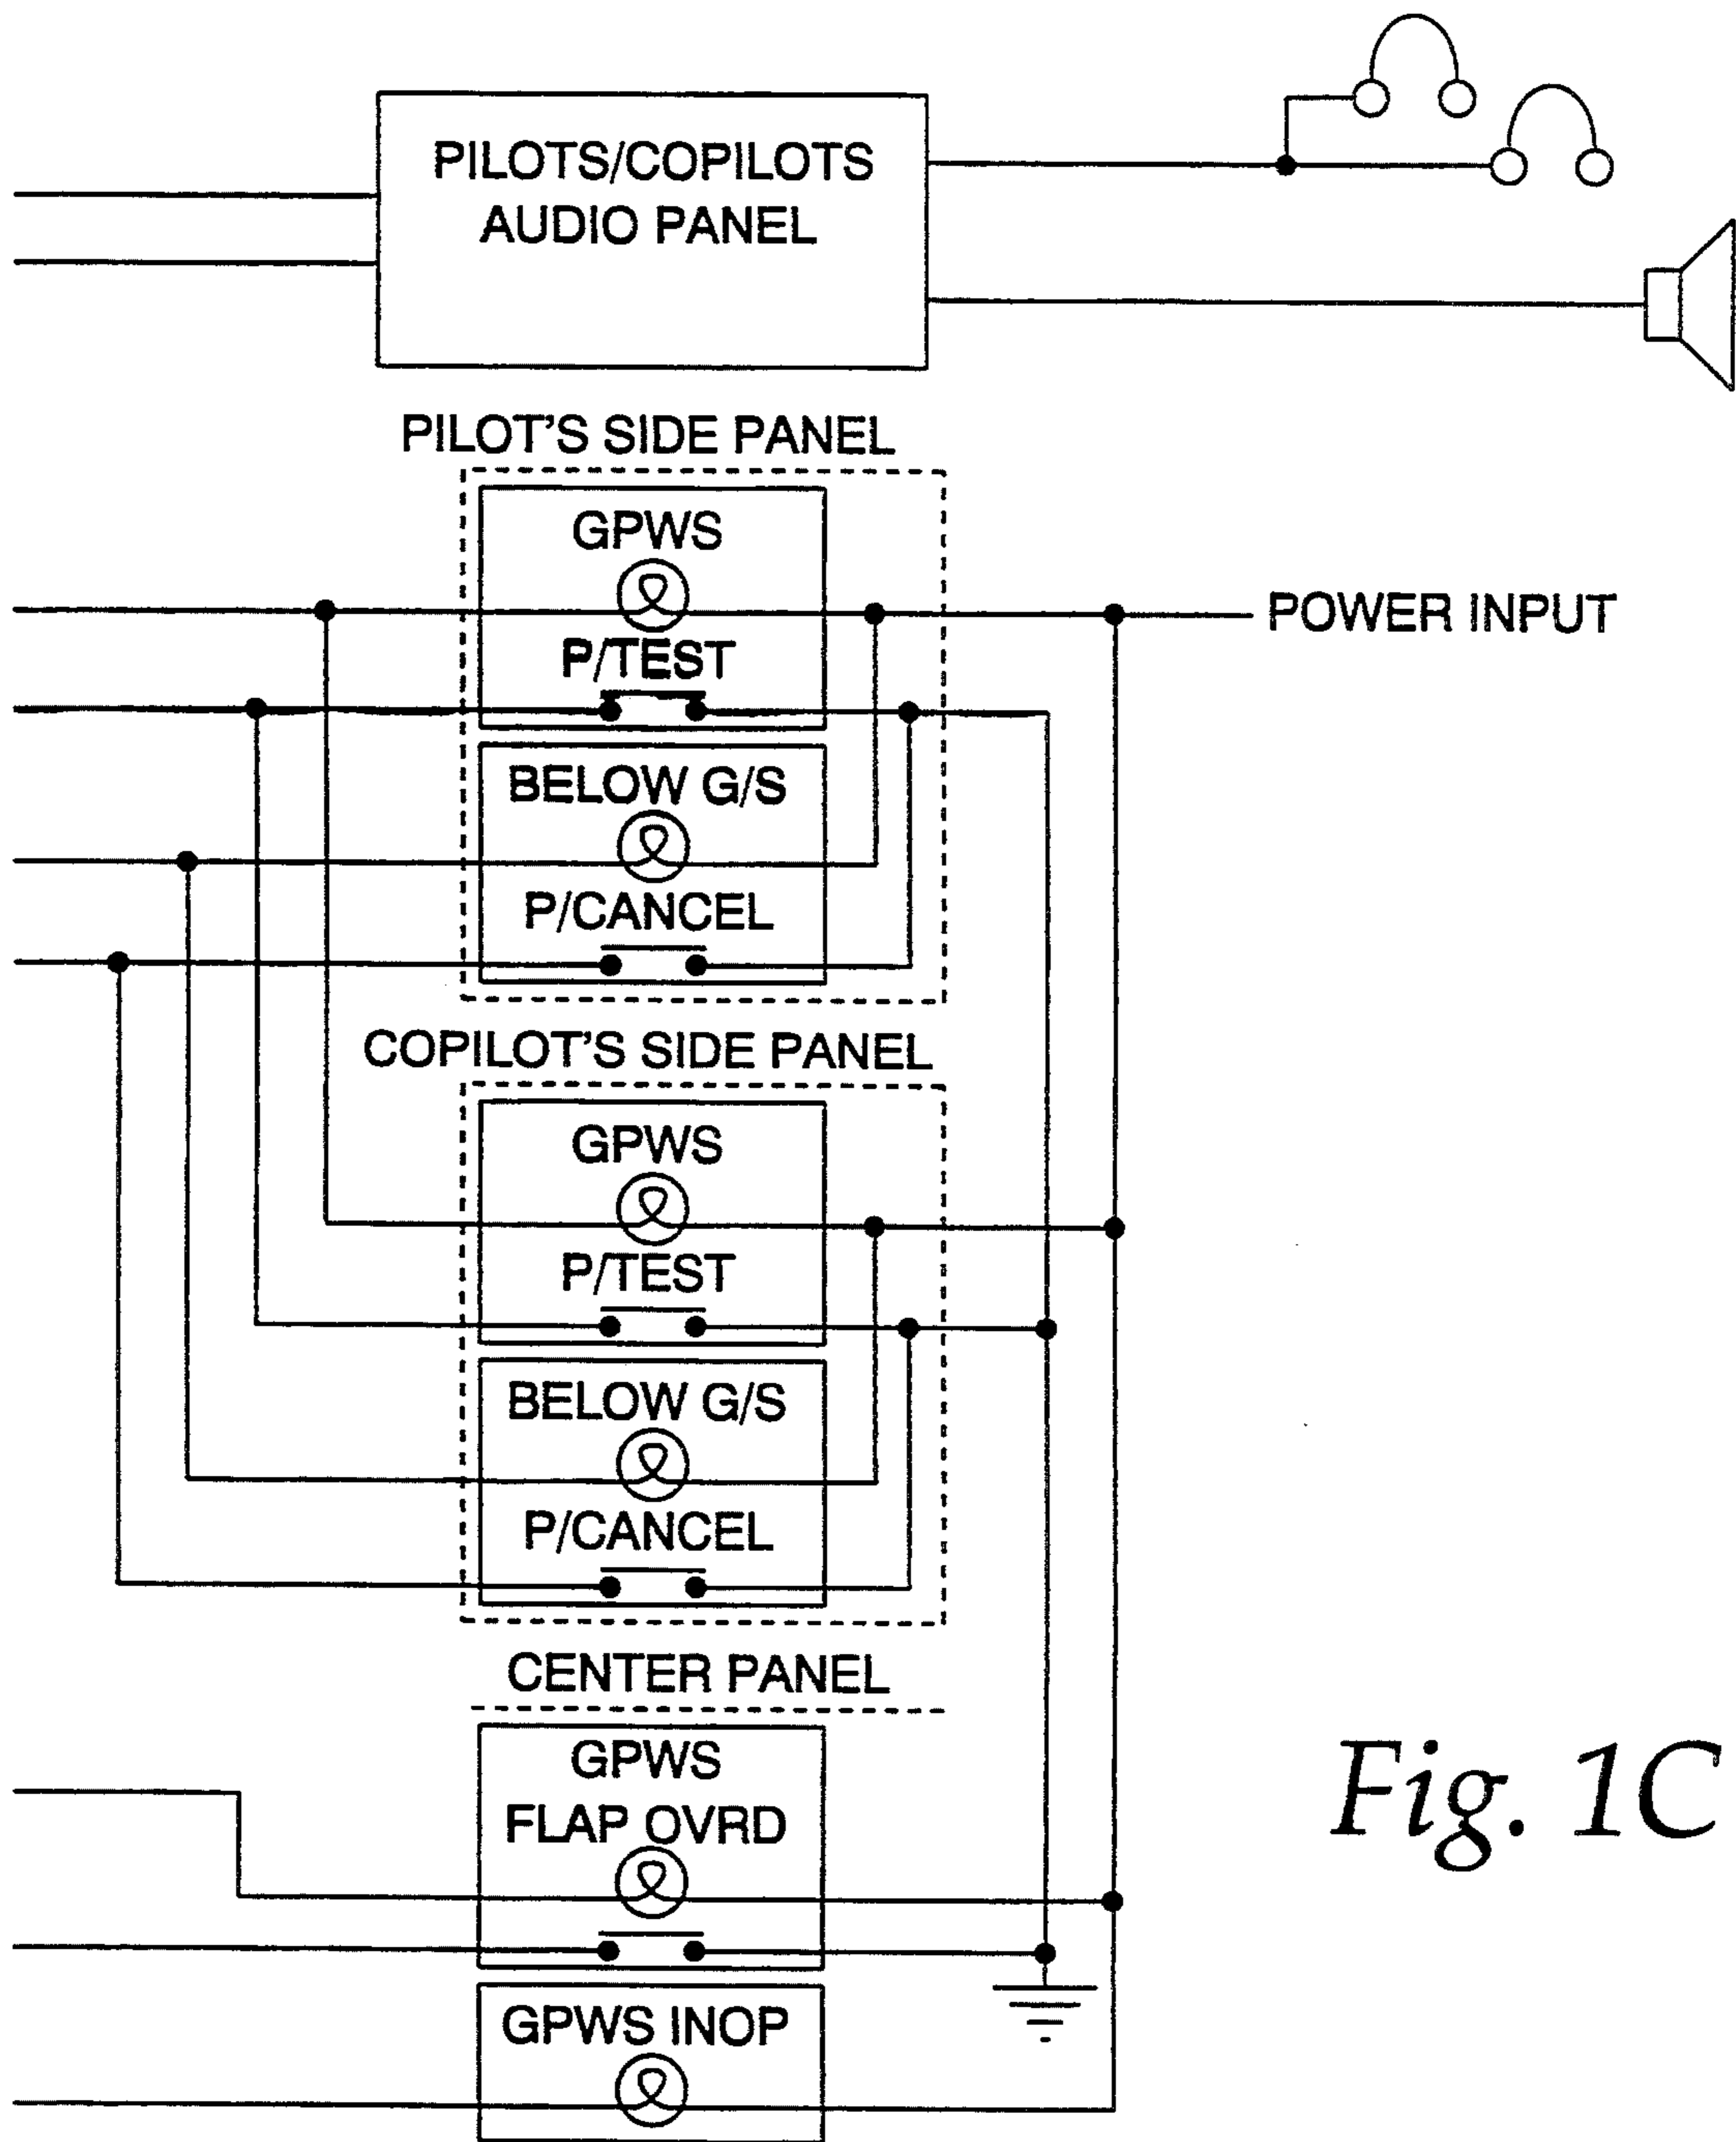 PILOTS/COPILOTS
AUDIO PANEL
PILOT'S SIDE PANEL
GPWS
POWER INPUT
P/TEST
BELOW G/S
P/CANCEL
COPILOT'S SIDE PANEL
GPWS
P/TEST
BELOW G/S
P/CANCEL
CENTER PANEL
GPWS
FLAP OVRD
GPWS INOP
Fig. 1C